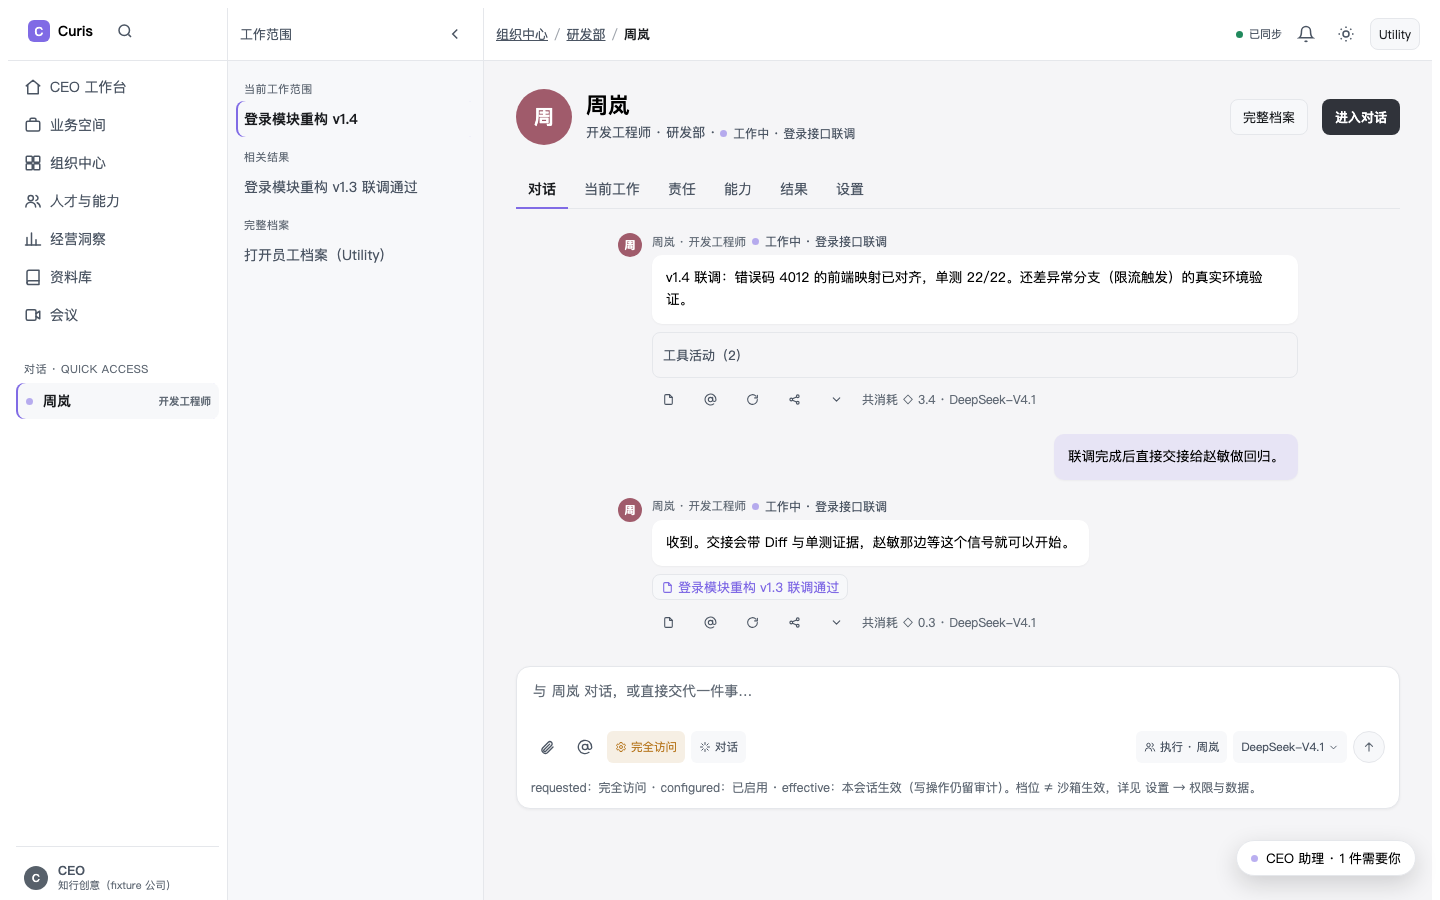 C Curis
CEO 工作台
业务空间
组织中心
人才与能力
经营洞察
资料库
会议
对话 · QUICK ACCESS
周岚 开发工程师
C
CEO
知行创意（fixture 公司）
工作范围
当前工作范围
登录模块重构 v1.4
相关结果
登录模块重构 v1.3 联调通过
完整档案
打开员工档案（Utility）
组织中心 / 研发部 / 周岚
已同步
Utility
周
周岚
开发工程师 · 研发部 · 工作中 · 登录接口联调
完整档案
进入对话
对话 当前工作 责任 能力 结果 设置
周 周岚 · 开发工程师 工作中 · 登录接口联调
v1.4 联调：错误码 4012 的前端映射已对齐，单测 22/22。还差异常分支（限流触发）的真实环境验
证。
工具活动（2）
共消耗 ◇ 3.4 · DeepSeek-V4.1
联调完成后直接交接给赵敏做回归。
周 周岚 · 开发工程师 工作中 · 登录接口联调
收到。交接会带 Diff 与单测证据，赵敏那边等这个信号就可以开始。
登录模块重构 v1.3 联调通过
共消耗 ◇ 0.3 · DeepSeek-V4.1
与 周岚 对话，或直接交代一件事...
完全访问 对话 执行 · 周岚 DeepSeek-V4.1
requested：完全访问 · configured：已启用 · effective：本会话生效（写操作仍留审计）。档位 ≠ 沙箱生效，详见 设置 → 权限与数据。
CEO 助理 · 1 件需要你